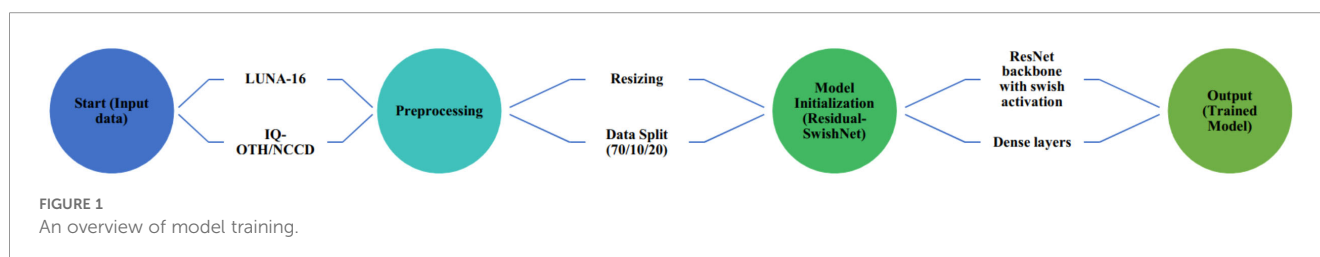 Start (Input
data)
LUNA-16
IQ-
OTH/NCCD
Preprocessing
Resizing
Data Split
(70/10/20)
Model
Initialization
(Residual-
SwishNet)
ResNet
backbone
with swish
activation
Dense layers
Output
(Trained
Model)
FIGURE 1
An overview of model training.